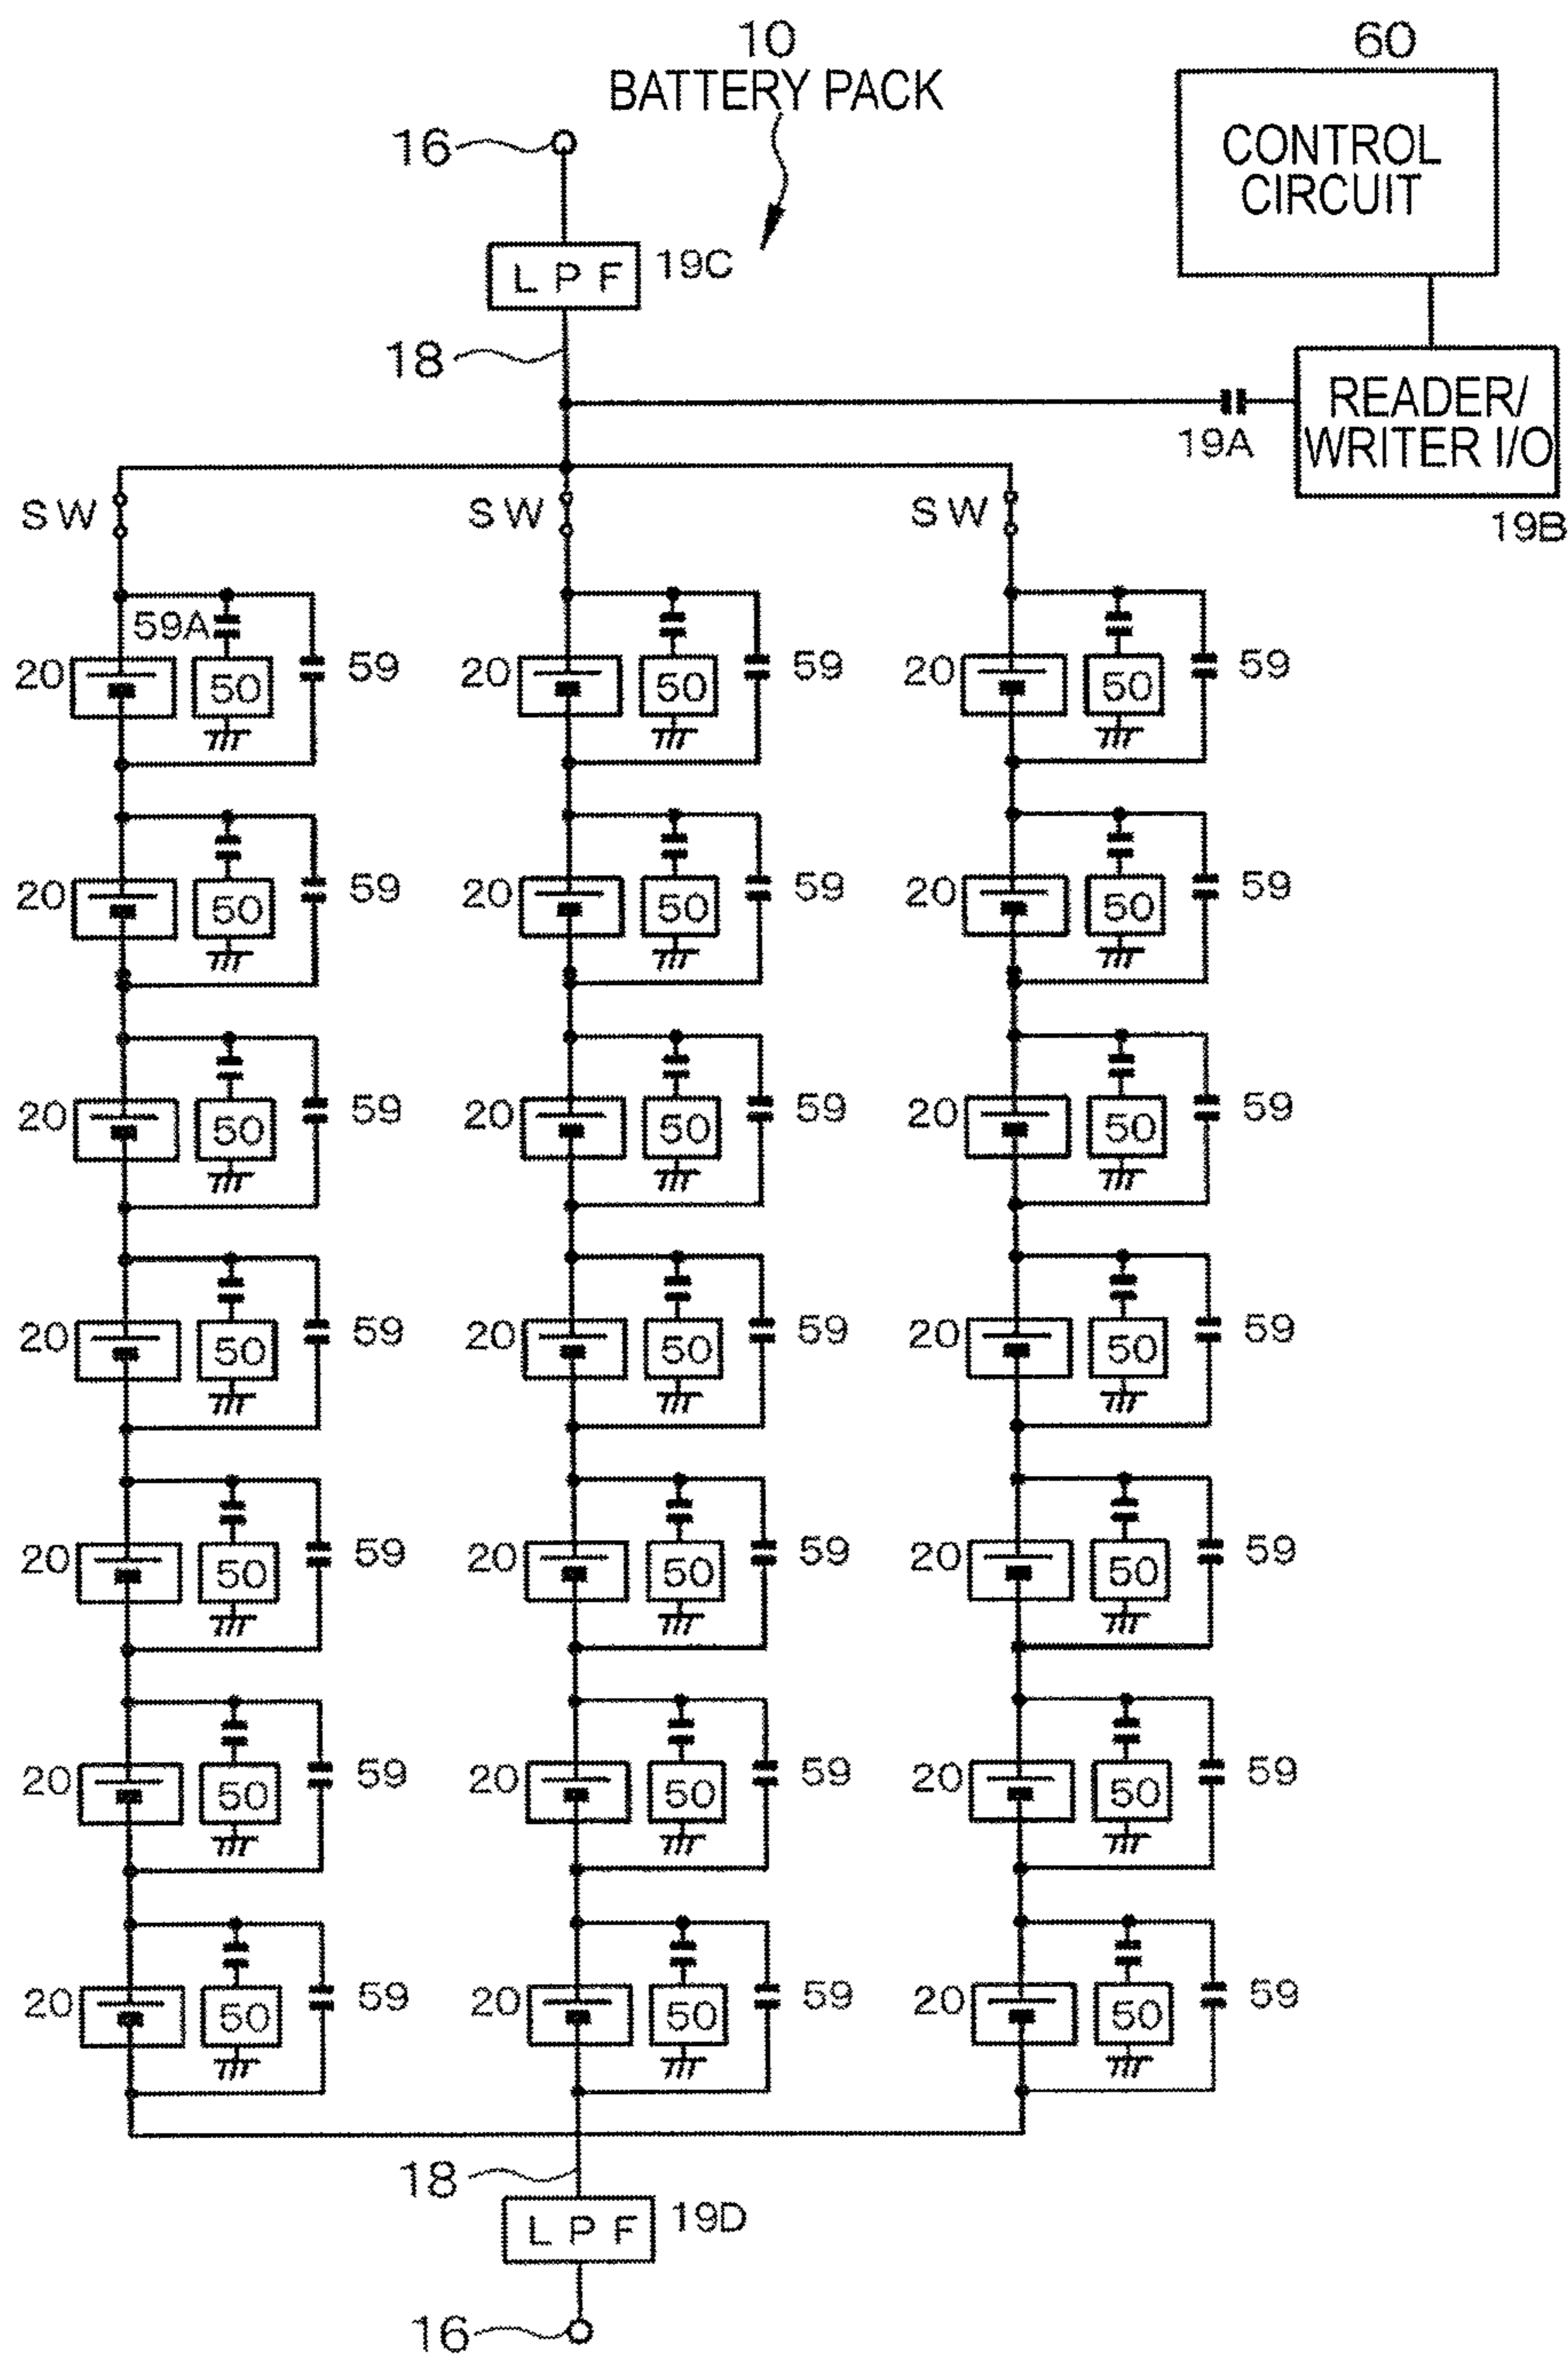 10
BATTERY PACK
60
CONTROL
CIRCUIT
16
L P F
19C
18
READER/
WRITER I/O
19A
19B
SW SW SW
59A
20 50 59 20 50 59 20 50 59
20 50 59 20 50 59 20 50 59
20 50 59 20 50 59 20 50 59
20 50 59 20 50 59 20 50 59
20 50 59 20 50 59 20 50 59
20 50 59 20 50 59 20 50 59
20 50 59 20 50 59 20 50 59
18
L P F
19D
16